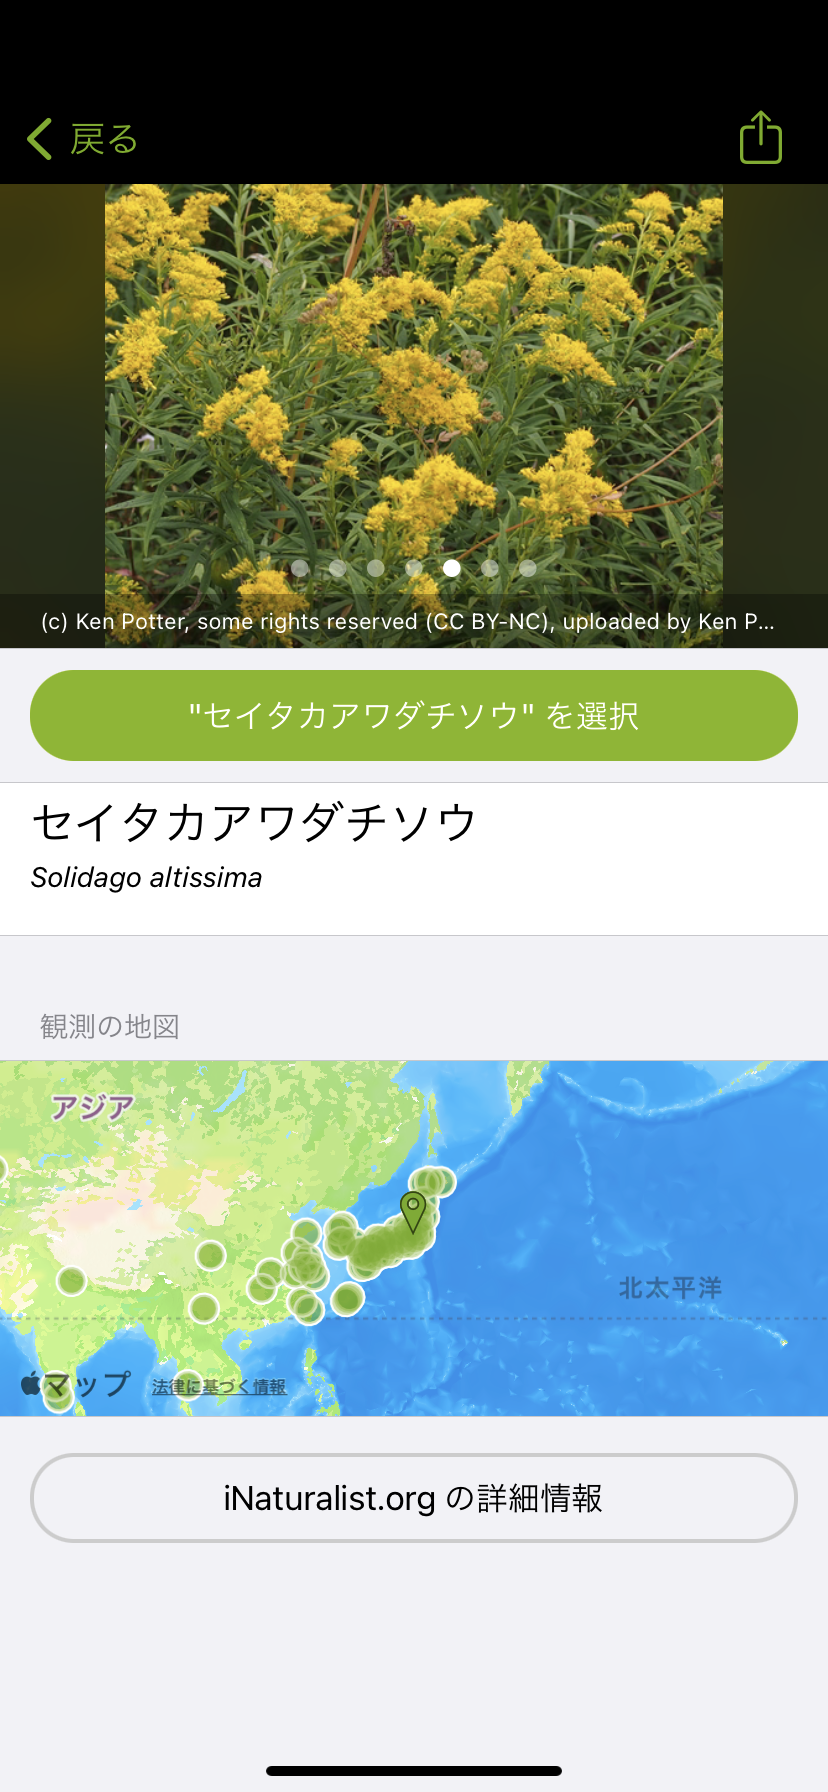 戻る
(c) Ken Potter, some rights reserved (CC BY-NC), uploaded by Ken P...
"セイタカアワダチソウ" を選択
セイタカアワダチソウ
Solidago altissima
観測の地図
アジア
北太平洋
マップ 法律に基づく情報
iNaturalist.org の詳細情報